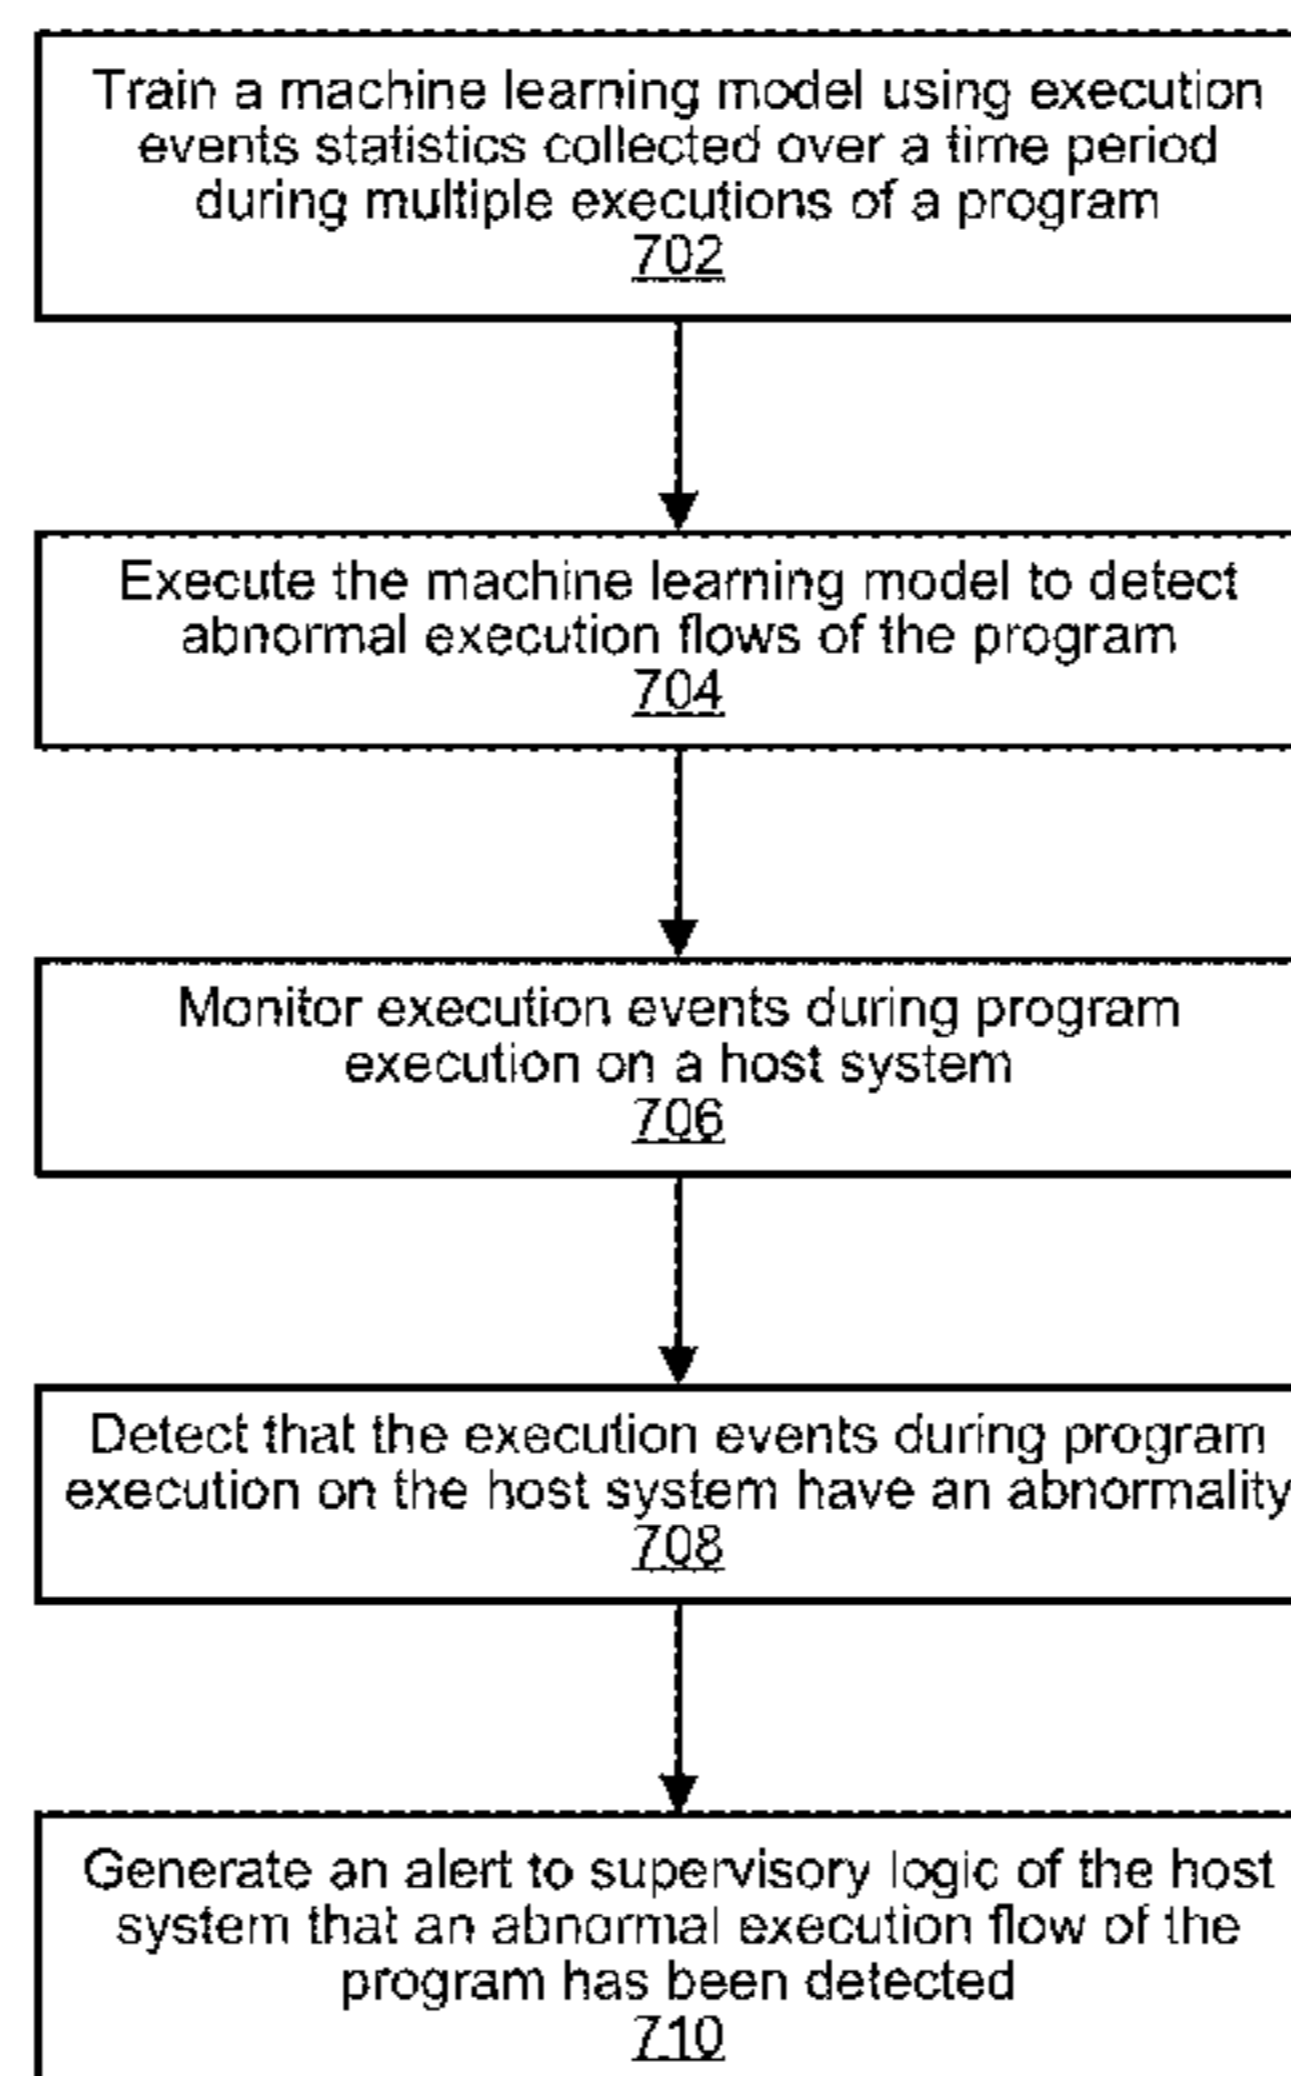 Train a machine learning model using execution
events statistics collected over a time period
during multiple executions of a program
702
Execute the machine learning model to detect
abnormal execution flows of the program
704
Monitor execution events during program
execution on a host system
706
Detect that the execution events during program
execution on the host system have an abnormality
708
Generate an alert to supervisory logic of the host
system that an abnormal execution flow of the
program has been detected
710